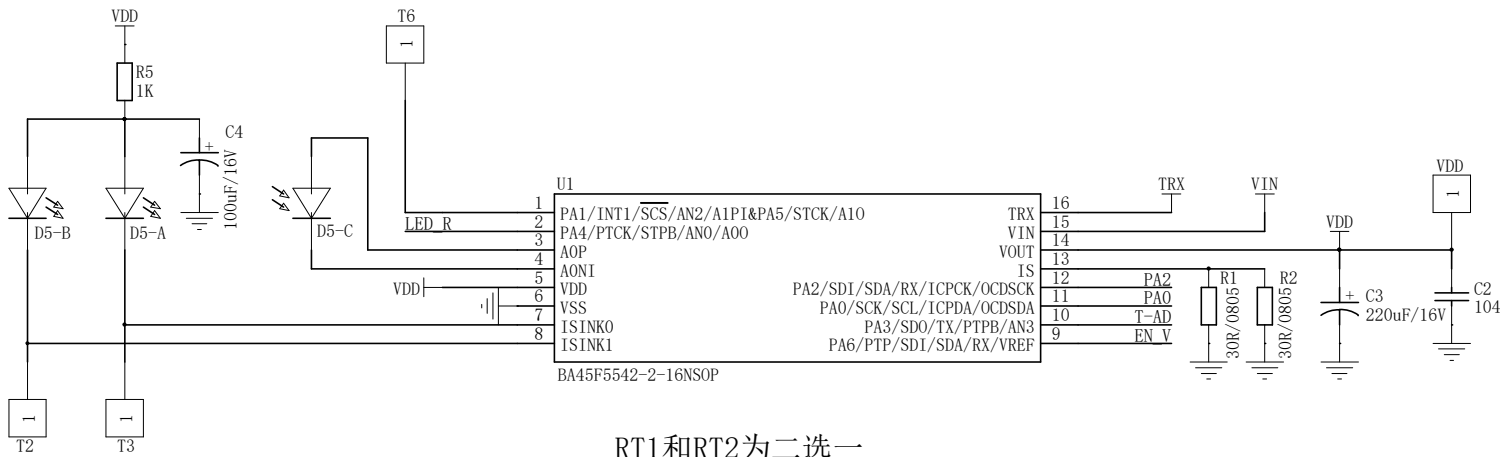 VDD
R5
1K
C4
100uF/16V
D5-B
D5-A
D5-C
T2
1
T3
1
T6
1
LED_R
VDD
U1
1
2
3
4
5
6
7
8
PA1/INT1/SCS/AN2/A1PI&PA5/STCK/A1O
PA4/PTCK/STPB/AN0/A0O
A0P
A0NI
VDD
VSS
ISINK0
ISINK1
TRX
VIN
VOUT
IS
PA2/SDI/SDA/RX/ICPCK/OCDSCK
PA0/SCK/SCL/ICPDA/OCDSDA
PA3/SDO/TX/PTPB/AN3
PA6/PTP/SDI/SDA/RX/VREF
16
15
14
13
12
11
10
9
BA45F5542-2-16NSOP
TRX
VIN
PA2
PA0
T-AD
EN_V
R1
30R/0805
R2
30R/0805
VDD
C3
220uF/16V
VDD
1
C2
104
RT1和RT2为二选一